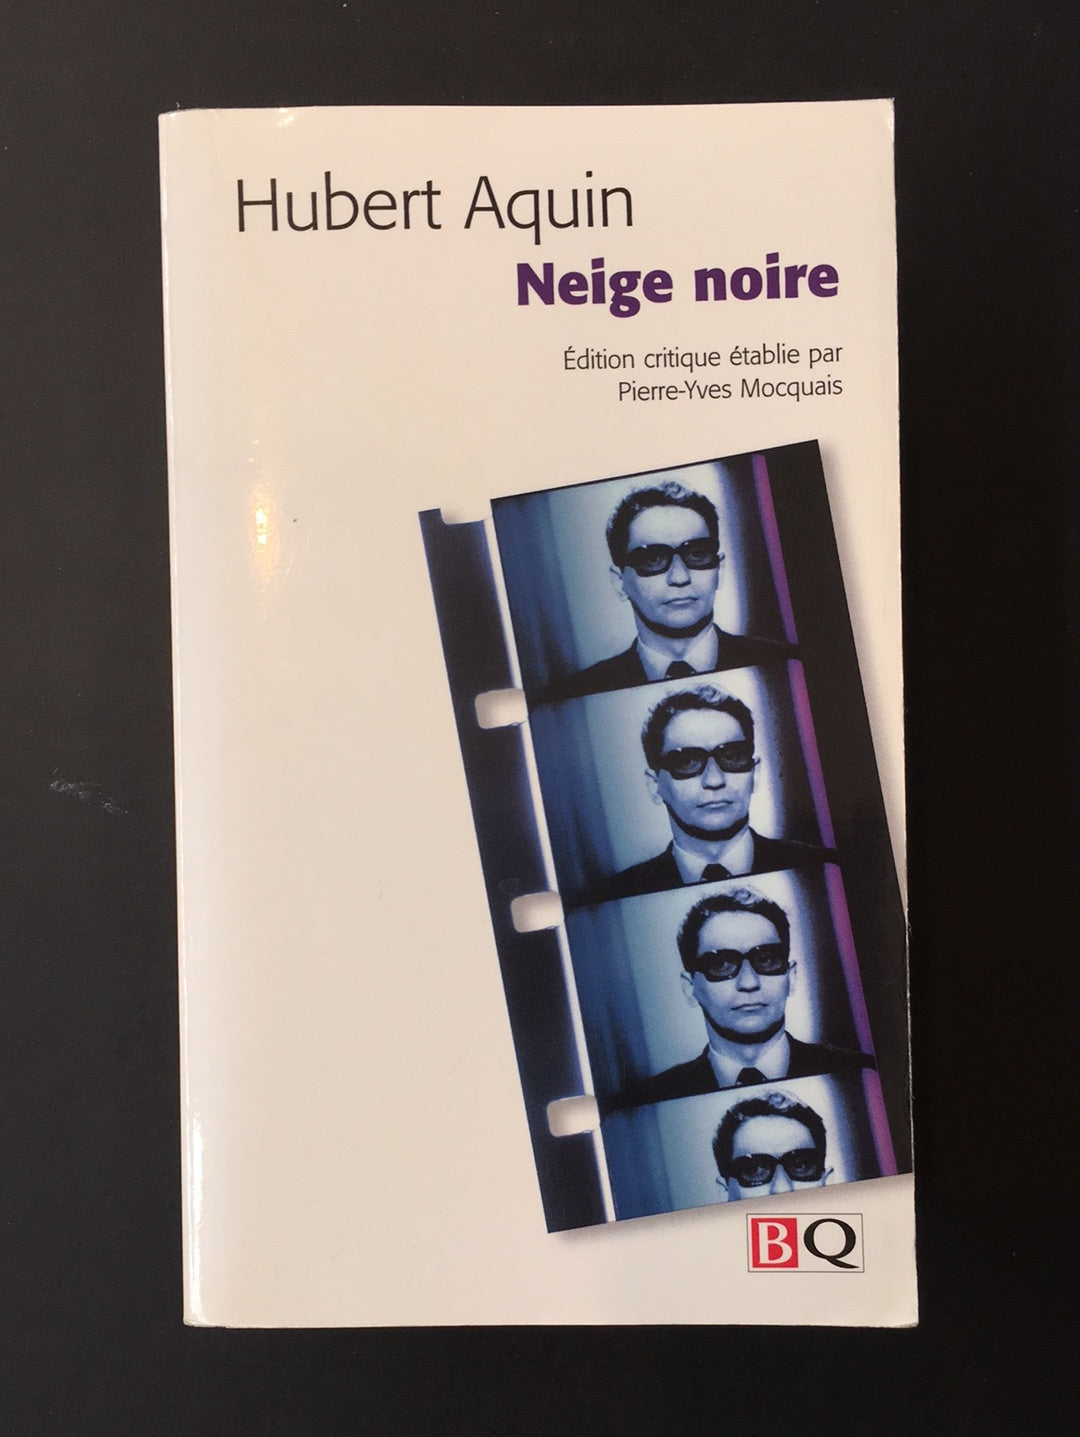 Hubert Aquin
Neige noire
Édition critique établie par
Pierre-Yves Mocquais
BQ